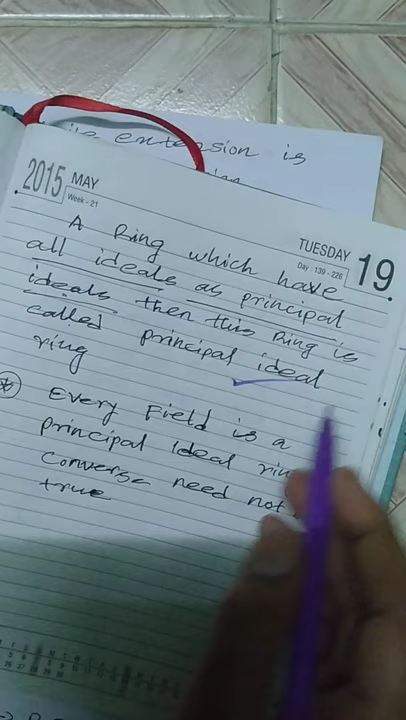 extension is
2015 MAY
Week - 21
TUESDAY 19
Day : 139 - 226
A Ring which have
all ideals as principal
ideals then this Ring is
called principal ideal
ring
* Every Field is a
principal Ideal
converse need not
true